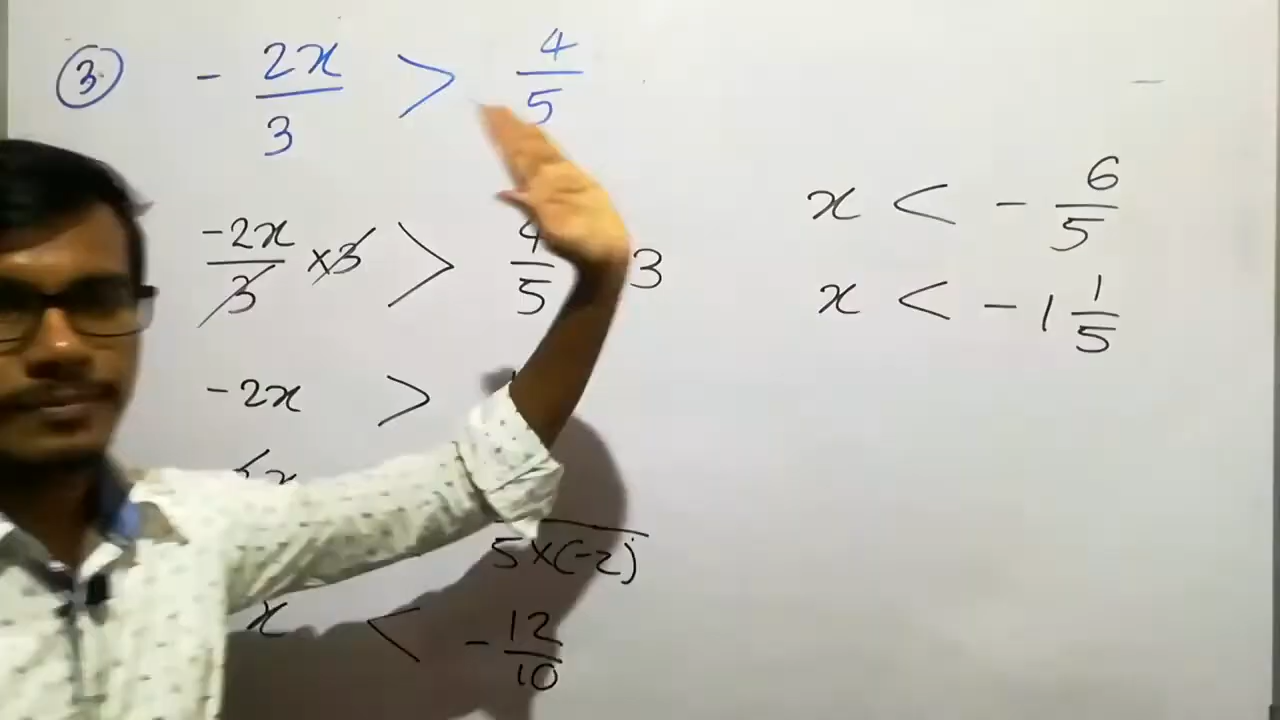 ③ - 2x/3 > 4/5
-2x/3 × 3 > 4/5 3
-2x >
x
5×(-2)
x < - 12/10
x < - 6/5
x < - 1 1/5